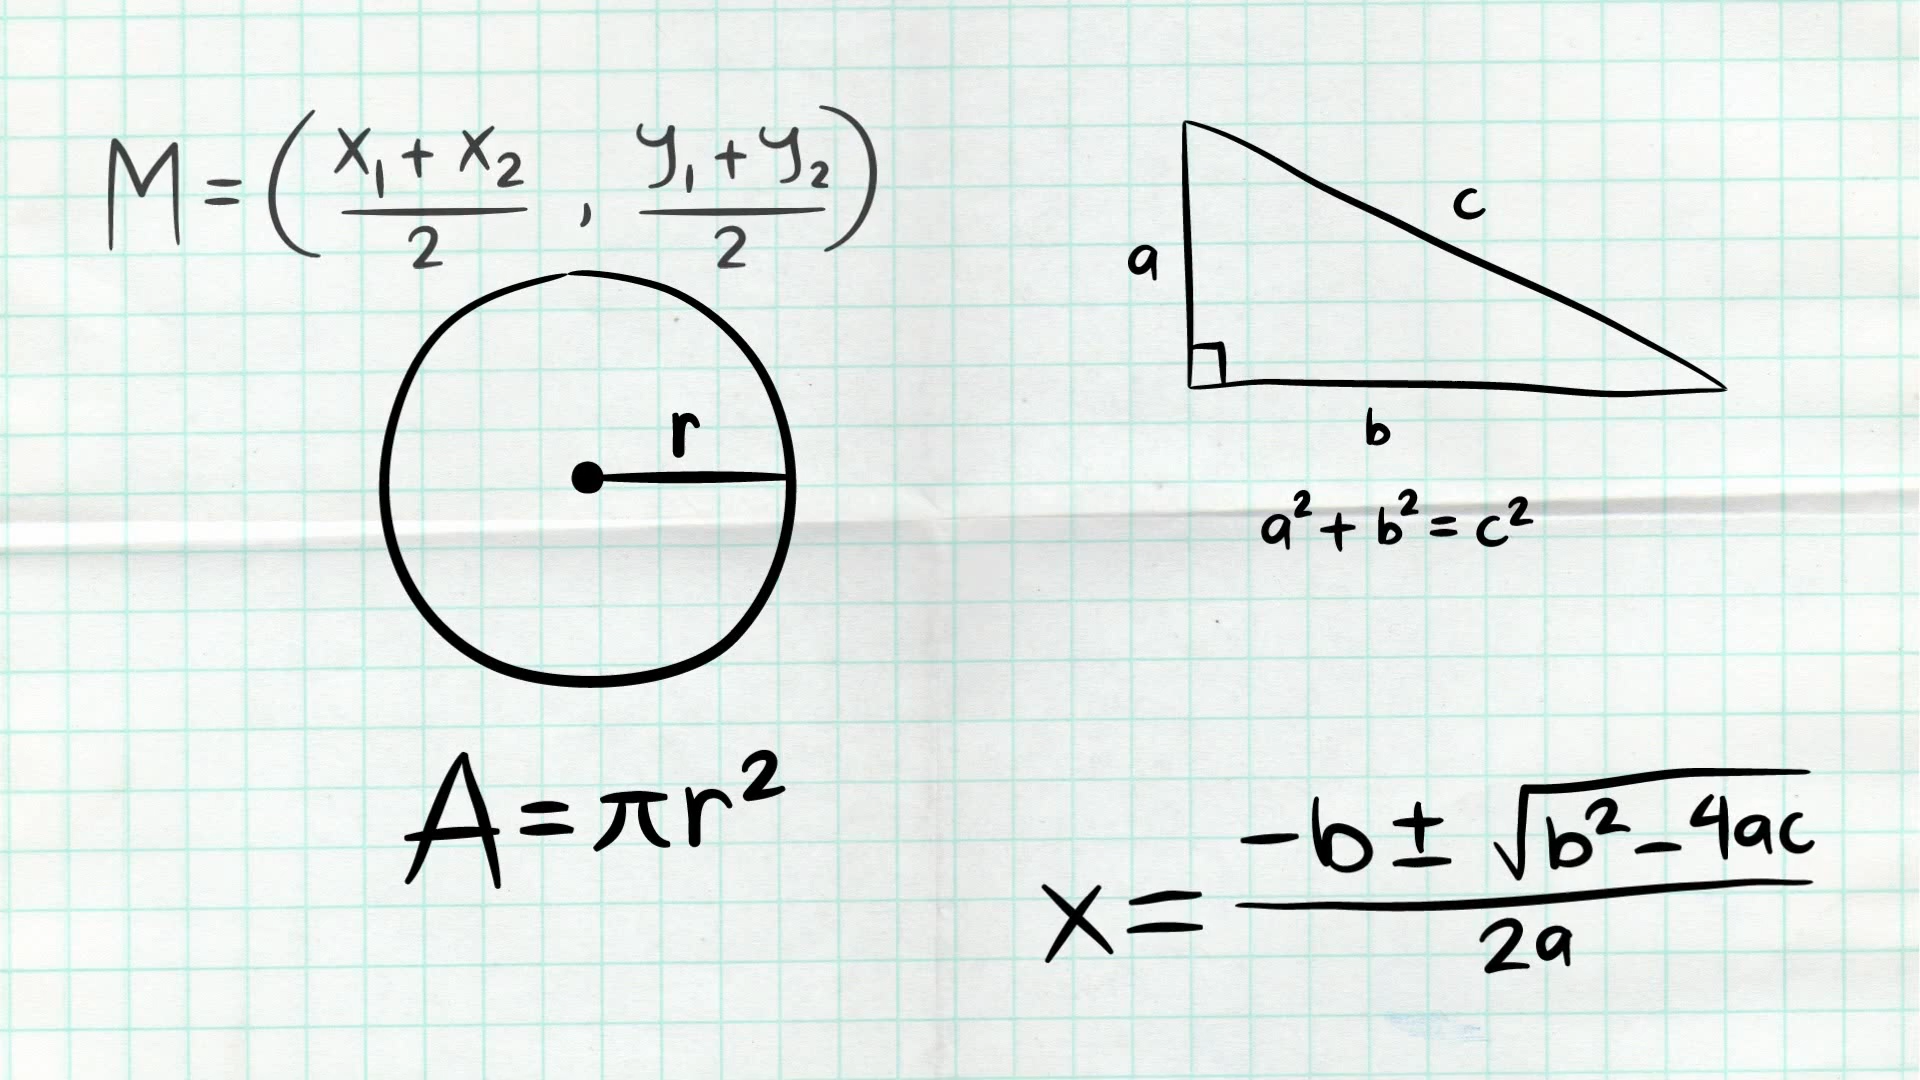 M = (x₁ + x₂ / 2 , y₁ + y₂ / 2)
r
A = πr²
a
c
b
a² + b² = c²
x = -b ± √b² - 4ac / 2a